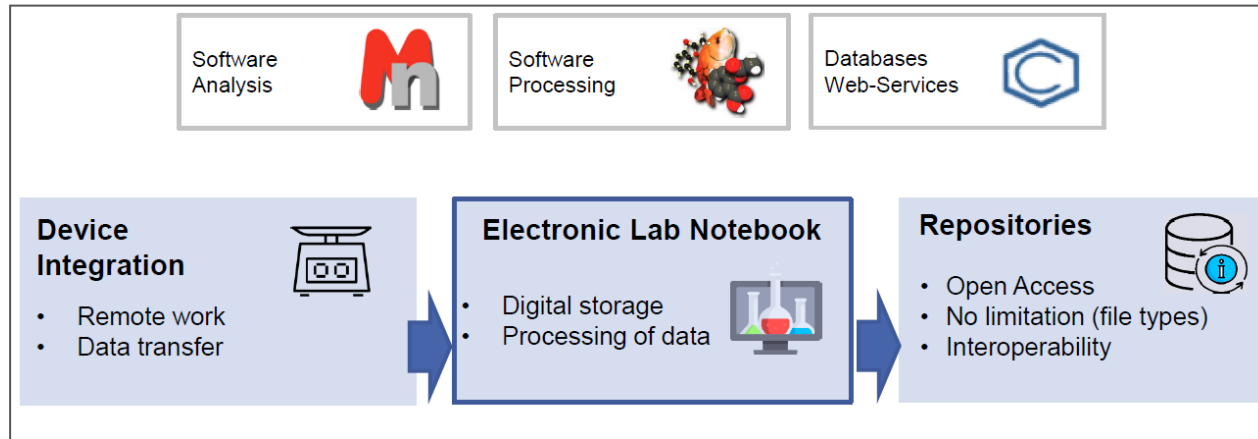 Software
Analysis
Mn
Software
Processing
Databases
Web-Services
C
Device
Integration
• Remote work
• Data transfer
Electronic Lab Notebook
• Digital storage
• Processing of data
Repositories
• Open Access
• No limitation (file types)
• Interoperability
i